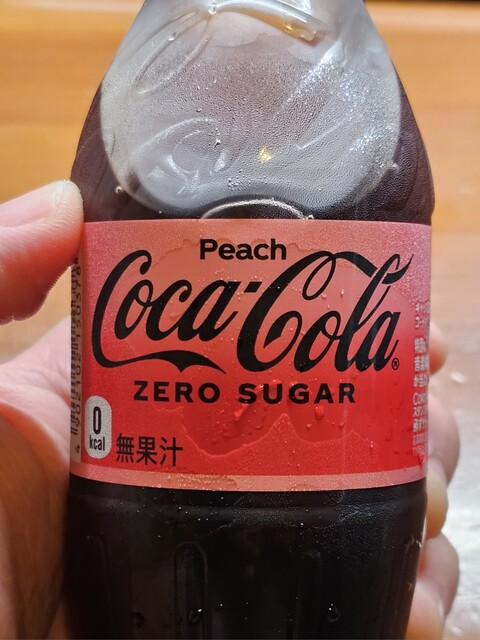 Peach
Coca-Cola®
ZERO SUGAR
0
kcal
無果汁